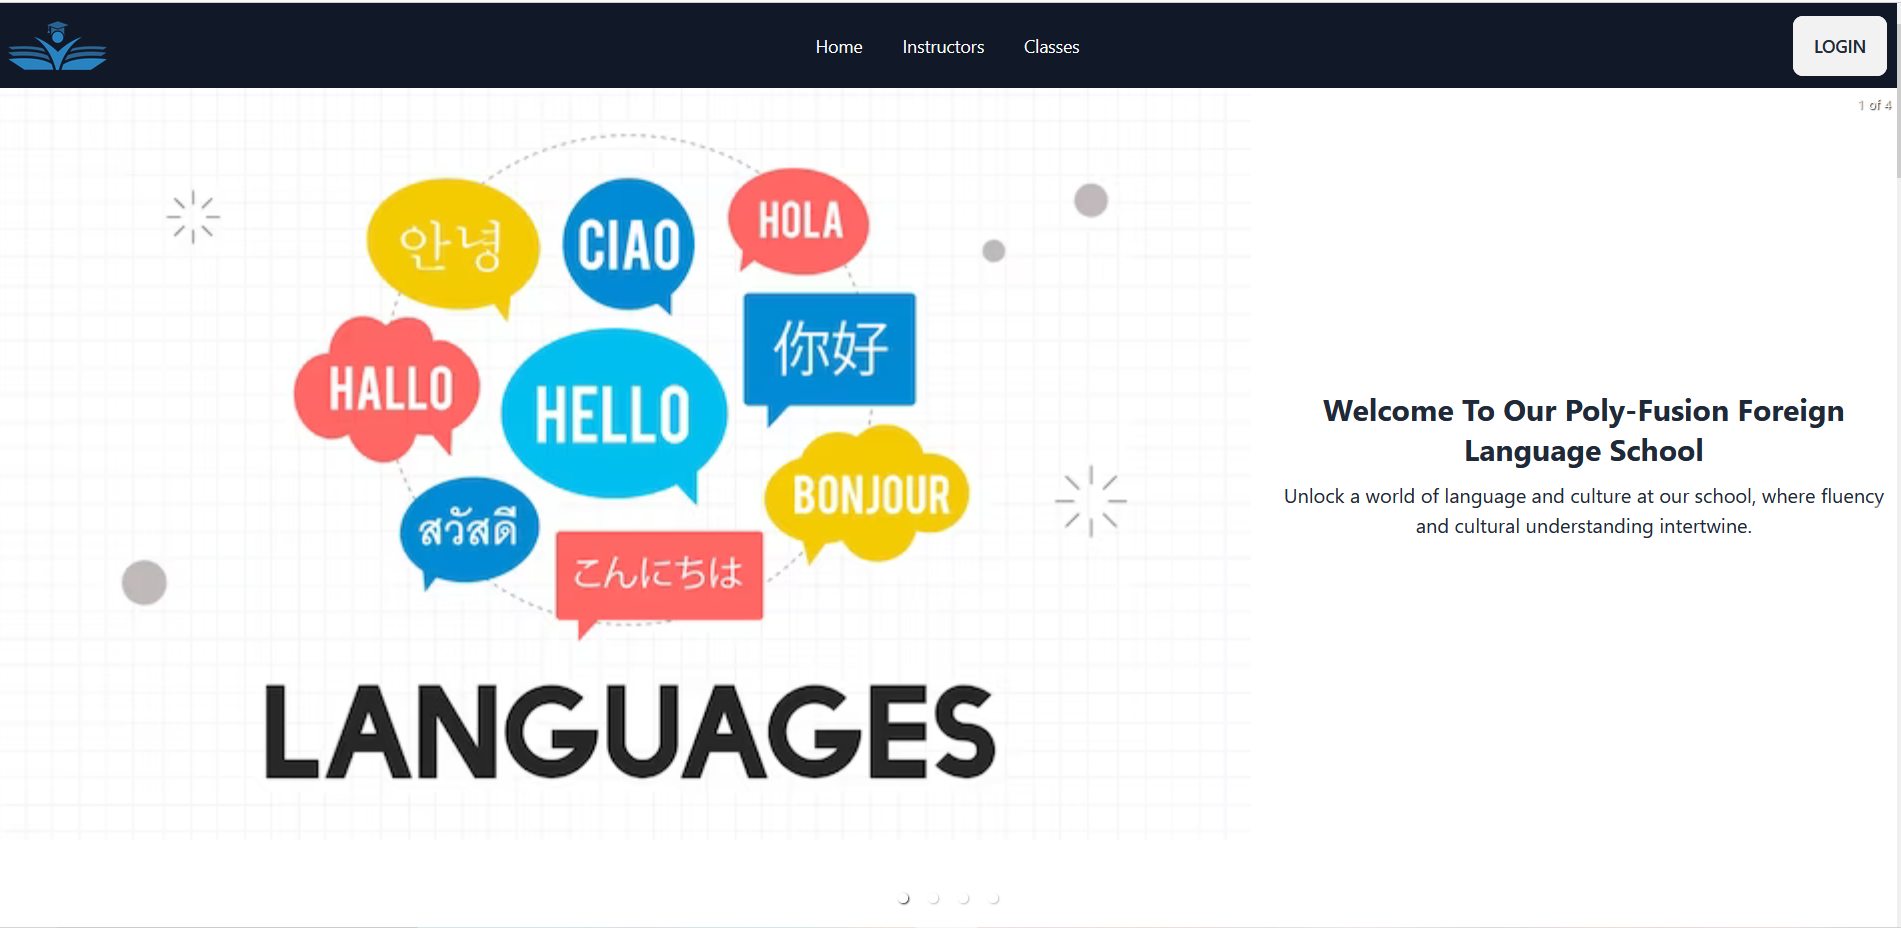 Home
Instructors
Classes
LOGIN
1 of 4
안녕
CIAO
HOLA
你好
HALLO
HELLO
BONJOUR
สวัสดี
こんにちは
LANGUAGES
Welcome To Our Poly-Fusion Foreign
Language School
Unlock a world of language and culture at our school, where fluency
and cultural understanding intertwine.